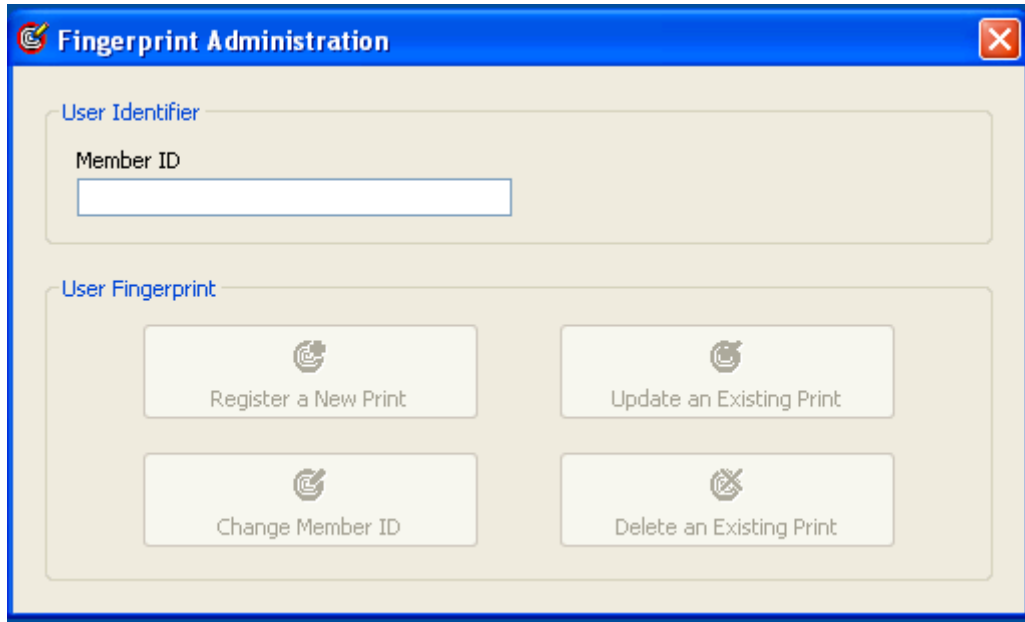 Fingerprint Administration
User Identifier
Member ID
User Fingerprint
Register a New Print
Update an Existing Print
Change Member ID
Delete an Existing Print